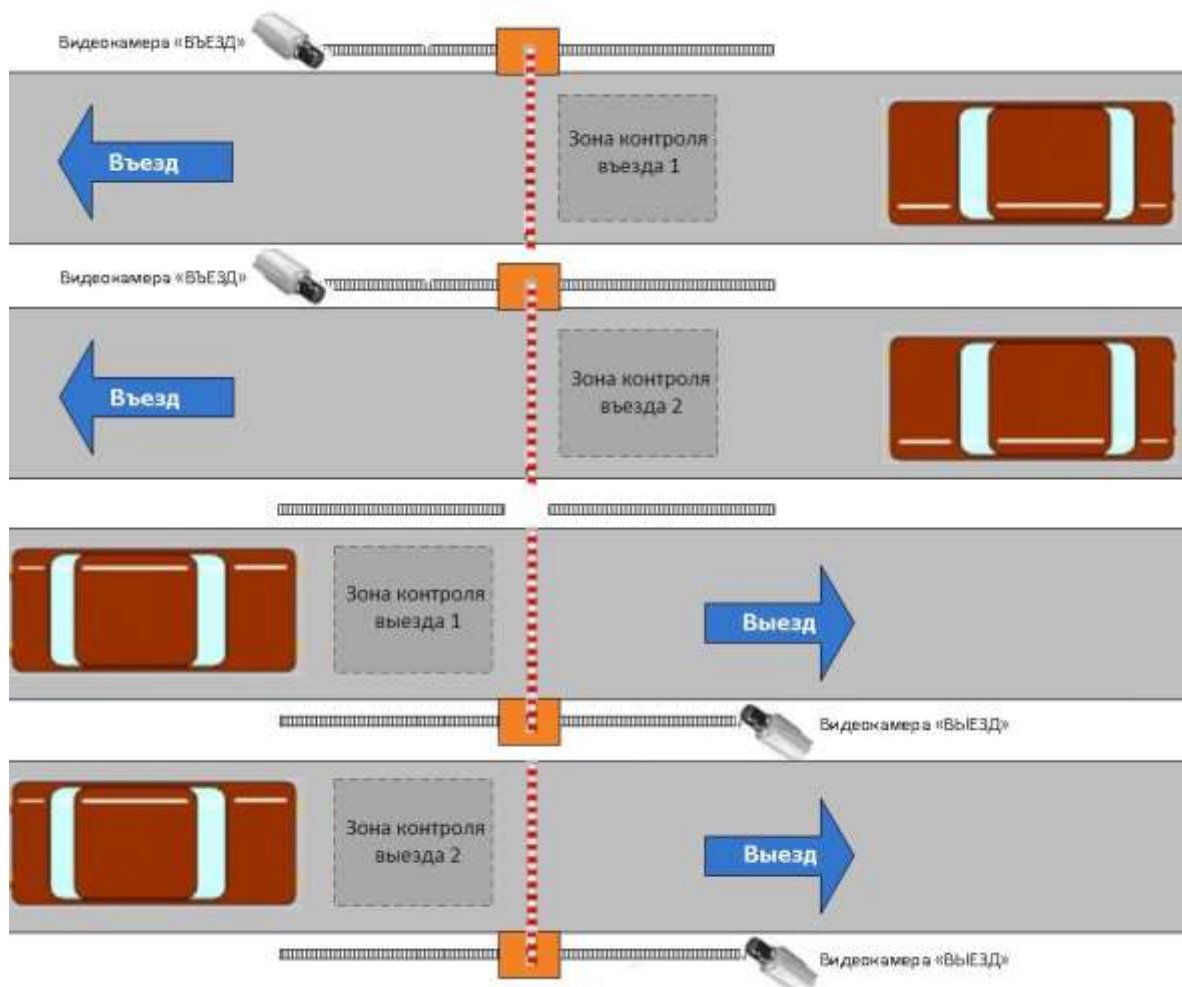 Видеокамера «ВЪЕЗД»
Зона контроля
въезда 1
Въезд
Видеокамера «ВЪЕЗД»
Зона контроля
въезда 2
Въезд
Зона контроля
выезда 1
Выезд
Видеокамера «ВЫЕЗД»
Зона контроля
выезда 2
Выезд
Видеокамера «ВЫЕЗД»